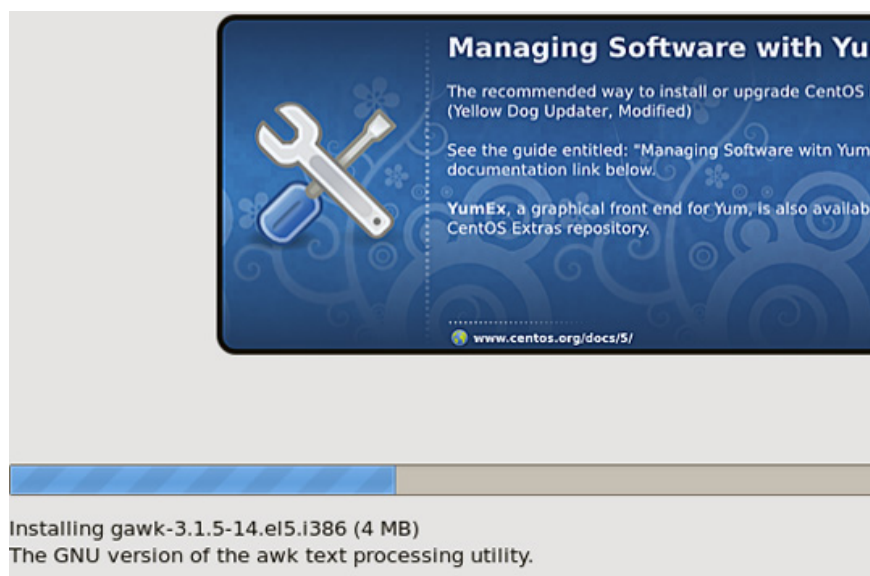 Managing Software with Yu
The recommended way to install or upgrade CentOS
(Yellow Dog Updater, Modified)
See the guide entitled: "Managing Software witn Yum
documentation link below.
YumEx, a graphical front end for Yum, is also availab
CentOS Extras repository.
www.centos.org/docs/5/
Installing gawk-3.1.5-14.el5.i386 (4 MB)
The GNU version of the awk text processing utility.